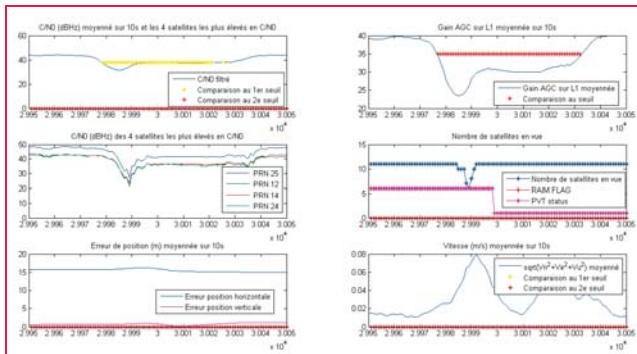 C/N0 (dBHz) moyenné sur 10s et les 4 satellites les plus élevés en C/N0
60
40
20
0
C/N0 filtré
Comparaison au 1er seuil
Comparaison au 2e seuil
2.995 2.996 2.997 2.998 2.999 3 3.001 3.002 3.003 3.004 3.005
x 10⁴
Gain AGC sur L1 moyennée sur 10s
40
35
30
25
20
Gain AGC sur L1 moyennée
Comparaison au seuil
2.995 2.996 2.997 2.998 2.999 3 3.001 3.002 3.003 3.004 3.005
x 10⁴
C/N0 (dBHz) des 4 satellites les plus élevés en C/N0
50
40
30
20
10
0
PRN 25
PRN 12
PRN 14
PRN 24
2.995 2.996 2.997 2.998 2.999 3 3.001 3.002 3.003 3.004 3.005
x 10⁴
Nombre de satellites en vue
15
10
5
0
Nombre de satellites en vue
RAIM FLAG
PVT status
2.995 2.996 2.997 2.998 2.999 3 3.001 3.002 3.003 3.004 3.005
x 10⁴
Erreur de position (m) moyennée sur 10s
20
15
10
5
0
Erreur position horizontale
Erreur position verticale
2.995 2.996 2.997 2.998 2.999 3 3.001 3.002 3.003 3.004 3.005
x 10⁴
Vitesse (m/s) moyennée sur 10s
0.08
0.06
0.04
0.02
0
sqrt(Vn²+Ve²+Vu²) moyenné
Comparaison au 1er seuil
Comparaison au 2e seuil
2.995 2.996 2.997 2.998 2.999 3 3.001 3.002 3.003 3.004 3.005
x 10⁴